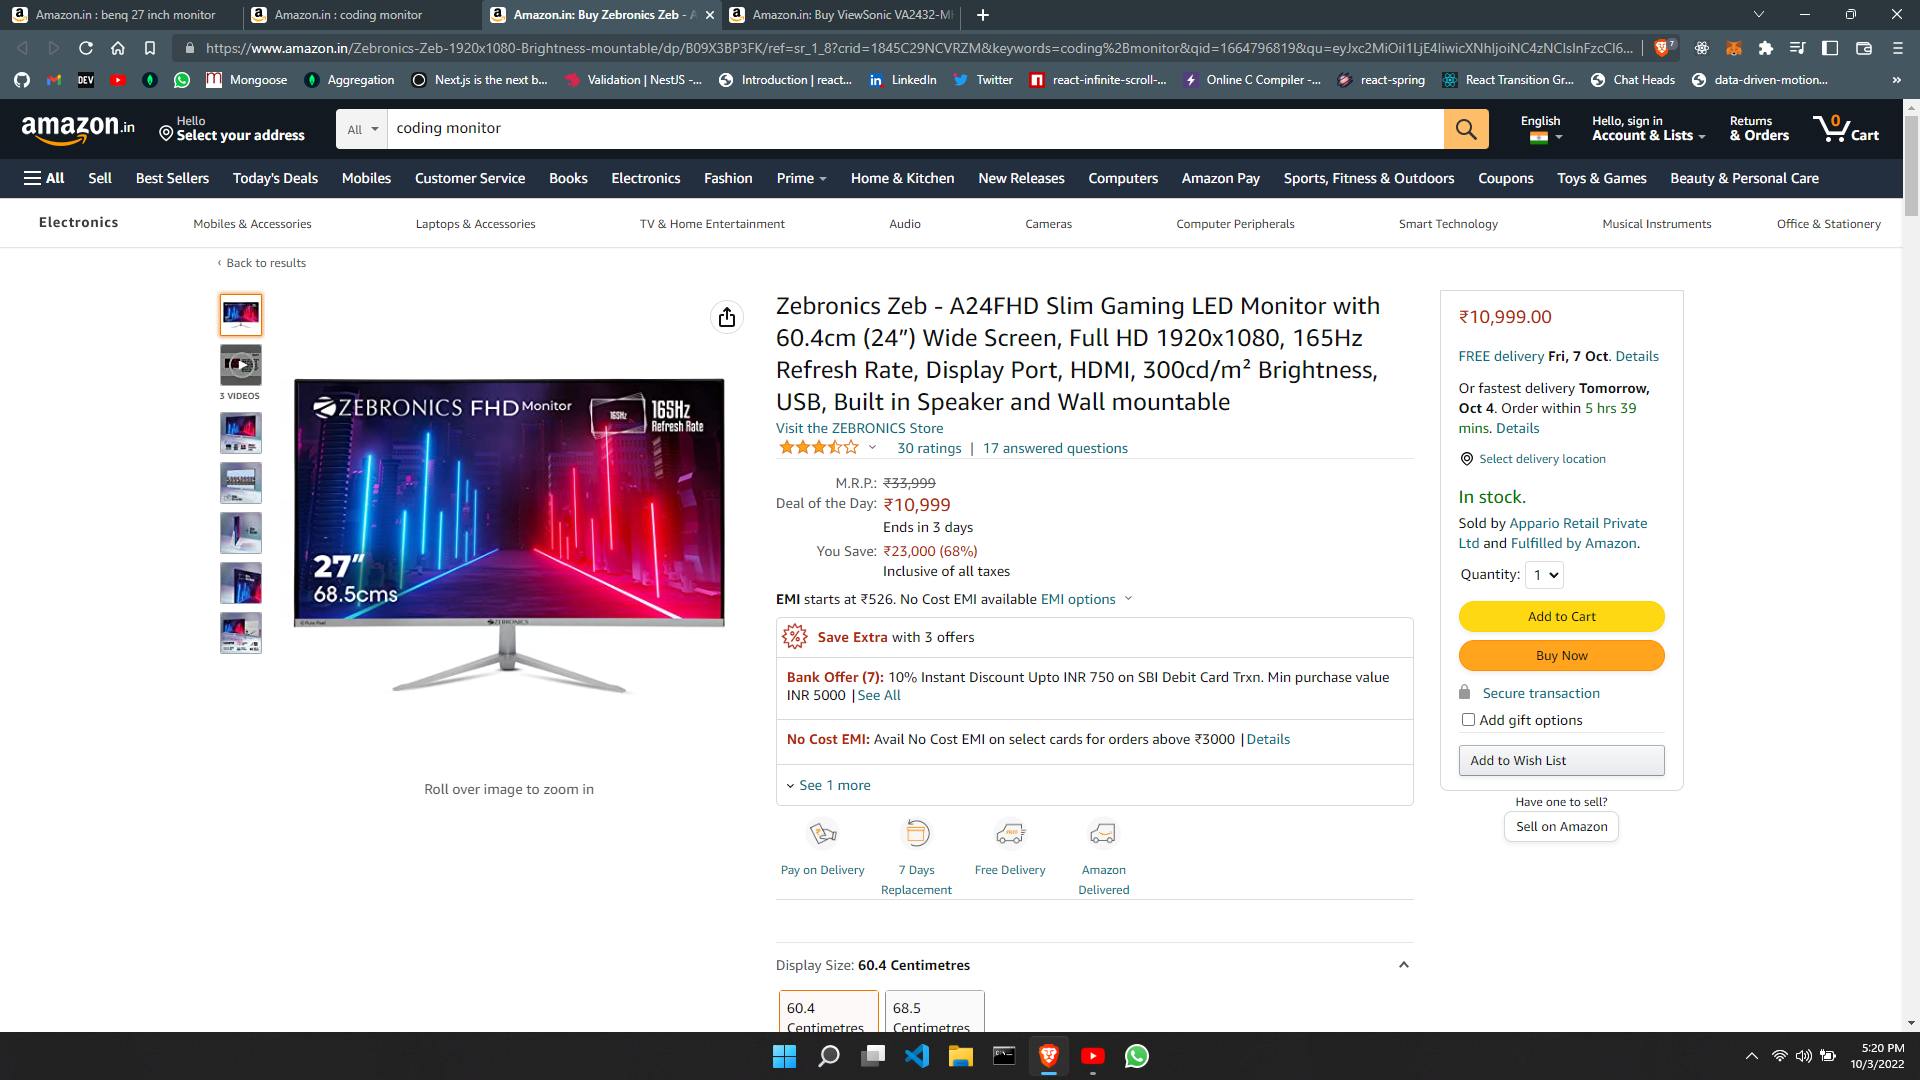 Amazon.in: benq 27 inch monitor
Amazon.in : coding monitor
Amazon.in: Buy Zebronics Zeb - A
Amazon.in: Buy ViewSonic VA2432-M
https://www.amazon.in/Zebronics-Zeb-1920x1080-Brightness-mountable/dp/B09X3BP3FK/ref=sr_1_8?crid=1845C29NCVRZM&keywords=coding%2Bmonitor&qid=1664796819&qu=eyJxc2MiOiI1LjE4IiwicXNhIjoiNC4zNCIsInFzcCI6...
7
DEV
Mongoose
Aggregation
Next.js is the next b...
Validation | NestJS -...
Introduction | react...
LinkedIn
Twitter
react-infinite-scroll-...
Online C Compiler -...
react-spring
React Transition Gr...
Chat Heads
data-driven-motion...
»
amazon.in
Hello
Select your address
All
coding monitor
English
Hello, sign in
Account & Lists
Returns
& Orders
0
Cart
All
Sell
Best Sellers
Today's Deals
Mobiles
Customer Service
Books
Electronics
Fashion
Prime
Home & Kitchen
New Releases
Computers
Amazon Pay
Sports, Fitness & Outdoors
Coupons
Toys & Games
Beauty & Personal Care
Electronics
Mobiles & Accessories
Laptops & Accessories
TV & Home Entertainment
Audio
Cameras
Computer Peripherals
Smart Technology
Musical Instruments
Office & Stationery
‹ Back to results
3 VIDEOS
ZEBRONICS FHD Monitor
165Hz
165Hz
Refresh Rate
27”
68.5cms
ZEBRONICS
Roll over image to zoom in
Zebronics Zeb - A24FHD Slim Gaming LED Monitor with
60.4cm (24”) Wide Screen, Full HD 1920x1080, 165Hz
Refresh Rate, Display Port, HDMI, 300cd/m² Brightness,
USB, Built in Speaker and Wall mountable
Visit the ZEBRONICS Store
30 ratings | 17 answered questions
M.R.P.: ₹33,999
Deal of the Day: ₹10,999
Ends in 3 days
You Save: ₹23,000 (68%)
Inclusive of all taxes
EMI starts at ₹526. No Cost EMI available EMI options
Save Extra with 3 offers
Bank Offer (7): 10% Instant Discount Upto INR 750 on SBI Debit Card Trxn. Min purchase value
INR 5000 | See All
No Cost EMI: Avail No Cost EMI on select cards for orders above ₹3000 | Details
See 1 more
Pay on Delivery
7 Days
Replacement
Free Delivery
Amazon
Delivered
Display Size: 60.4 Centimetres
60.4
Centimetres
68.5
Centimetres
₹10,999.00
FREE delivery Fri, 7 Oct. Details
Or fastest delivery Tomorrow,
Oct 4. Order within 5 hrs 39
mins. Details
Select delivery location
In stock.
Sold by Appario Retail Private
Ltd and Fulfilled by Amazon.
Quantity: 1
Add to Cart
Buy Now
Secure transaction
Add gift options
Add to Wish List
Have one to sell?
Sell on Amazon
5:20 PM
10/3/2022